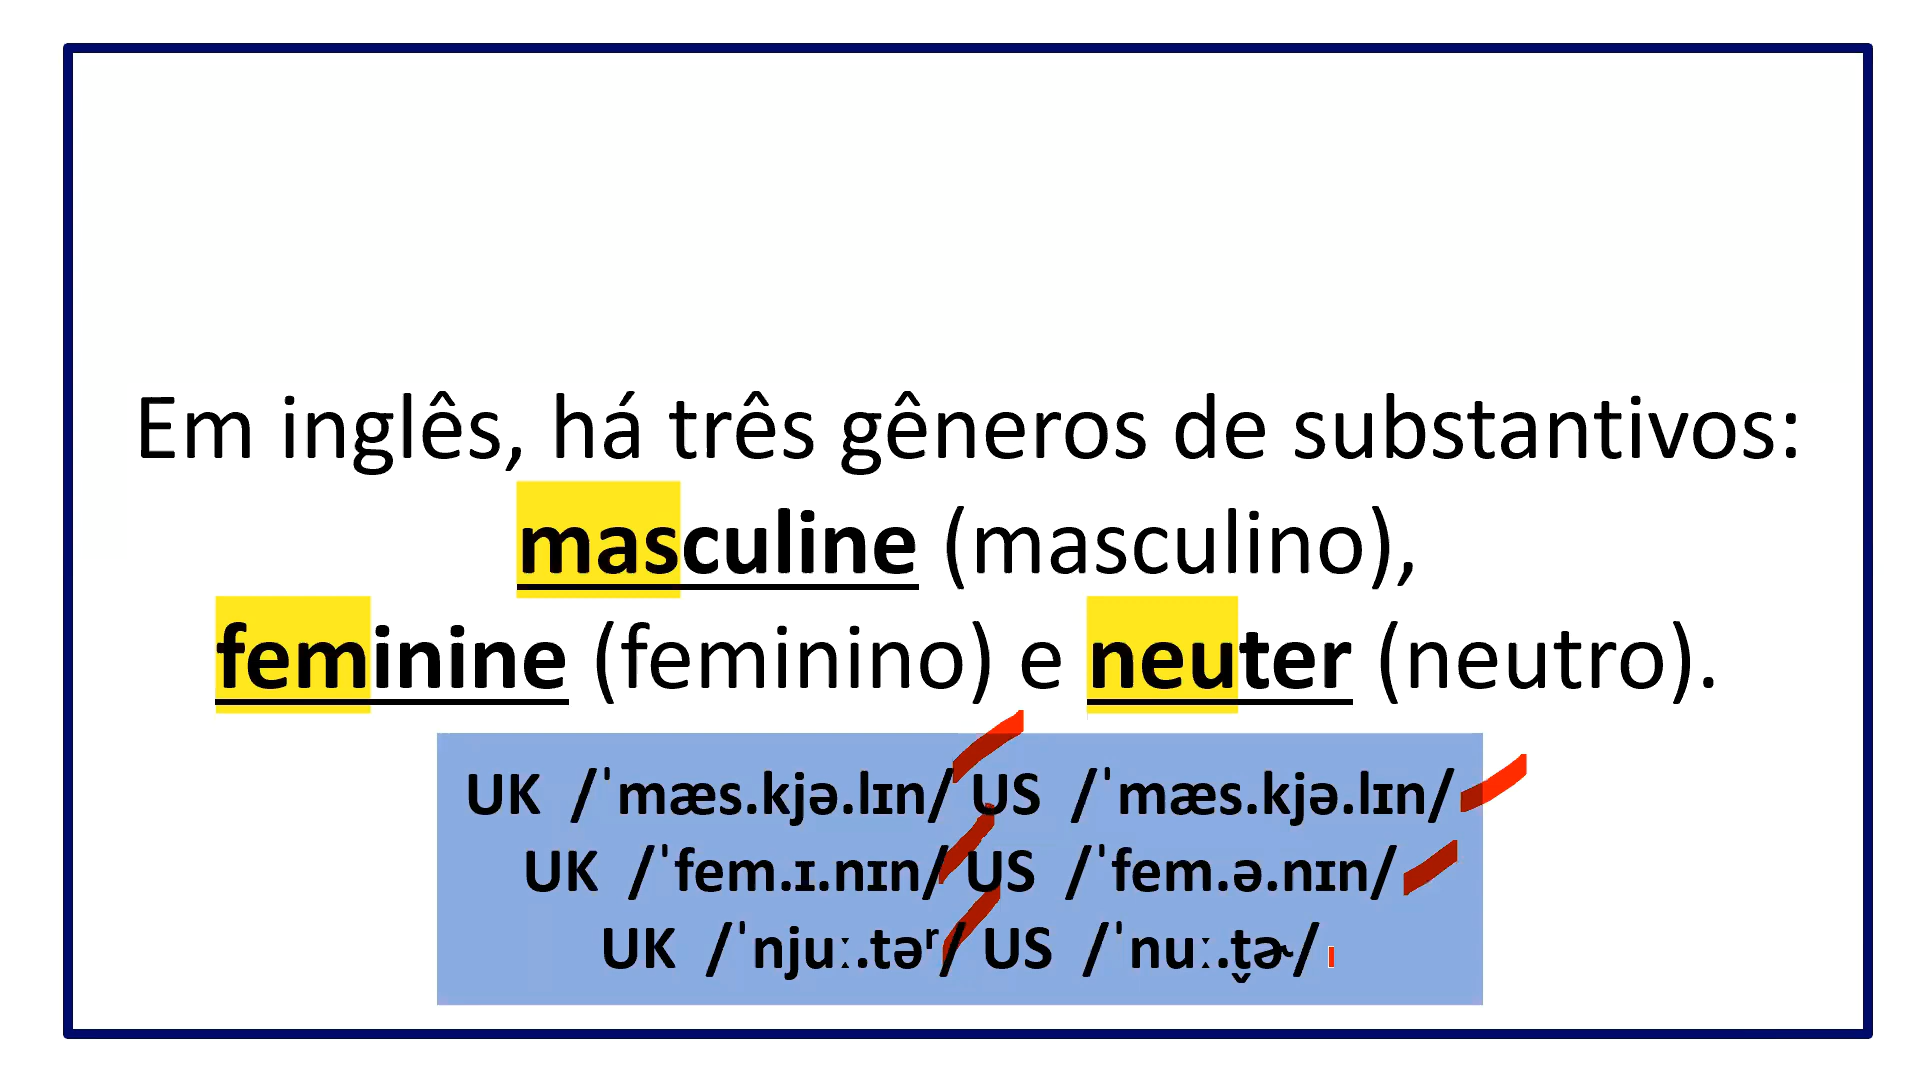 Em inglês, há três gêneros de substantivos:
masculine (masculino),
feminine (feminino) e neuter (neutro).
UK /ˈmæs.kjə.lɪn/ US /ˈmæs.kjə.lɪn/
UK /ˈfem.ɪ.nɪn/ US /ˈfem.ə.nɪn/
UK /ˈnjuː.təʳ/ US /ˈnuː.t̬ɚ/